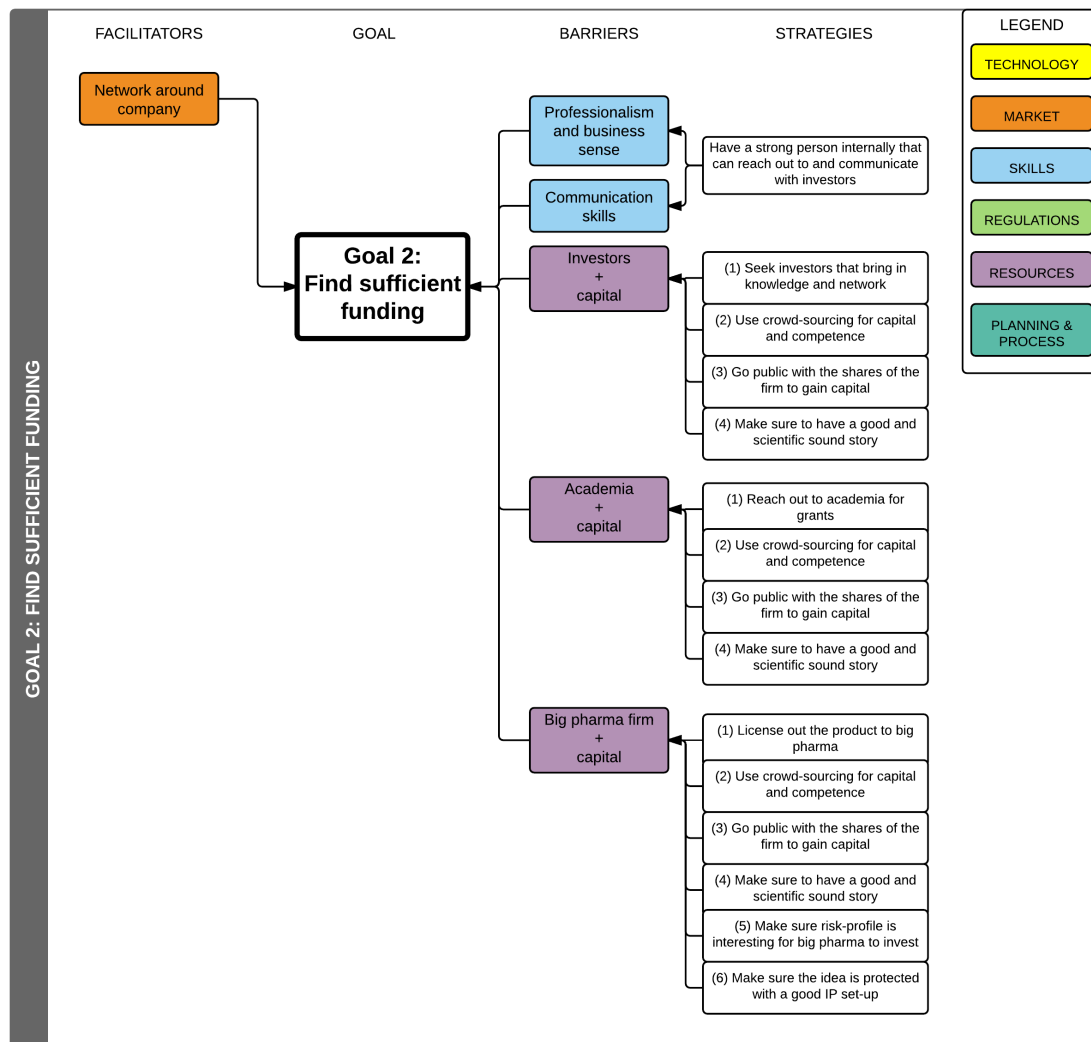 FACILITATORS
GOAL
BARRIERS
STRATEGIES
LEGEND
TECHNOLOGY
MARKET
SKILLS
REGULATIONS
RESOURCES
PLANNING &
PROCESS
GOAL 2: FIND SUFFICIENT FUNDING
Network around
company
Goal 2:
Find sufficient
funding
Professionalism
and business
sense
Communication
skills
Have a strong person internally that
can reach out to and communicate
with investors
Investors
+
capital
(1) Seek investors that bring in
knowledge and network
(2) Use crowd-sourcing for capital
and competence
(3) Go public with the shares of the
firm to gain capital
(4) Make sure to have a good and
scientific sound story
Academia
+
capital
(1) Reach out to academia for
grants
(2) Use crowd-sourcing for capital
and competence
(3) Go public with the shares of the
firm to gain capital
(4) Make sure to have a good and
scientific sound story
Big pharma firm
+
capital
(1) License out the product to big
pharma
(2) Use crowd-sourcing for capital
and competence
(3) Go public with the shares of the
firm to gain capital
(4) Make sure to have a good and
scientific sound story
(5) Make sure risk-profile is
interesting for big pharma to invest
(6) Make sure the idea is protected
with a good IP set-up